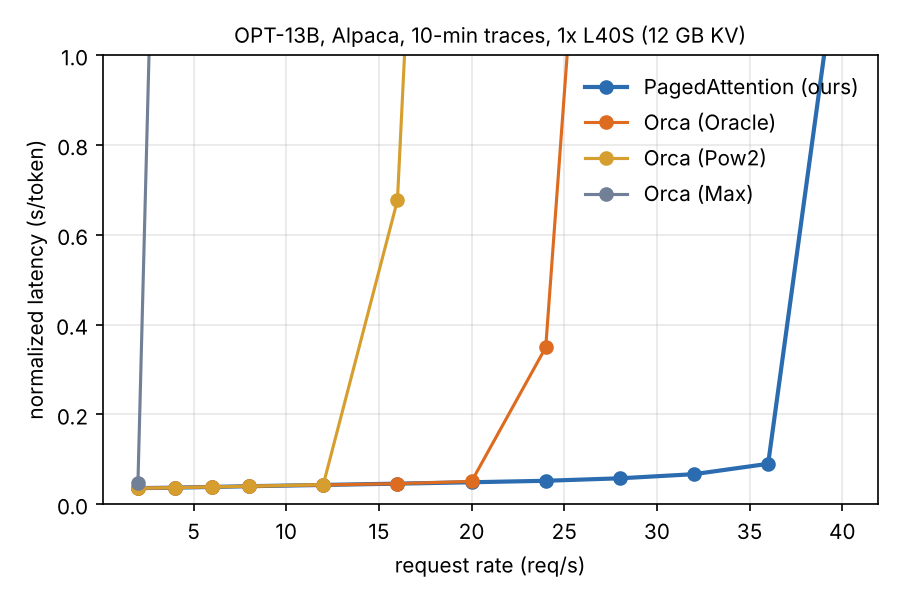 OPT-13B, Alpaca, 10-min traces, 1x L40S (12 GB KV)
1.0
0.8
0.6
0.4
0.2
0.0
normalized latency (s/token)
PagedAttention (ours)
Orca (Oracle)
Orca (Pow2)
Orca (Max)
5
10
15
20
25
30
35
40
request rate (req/s)